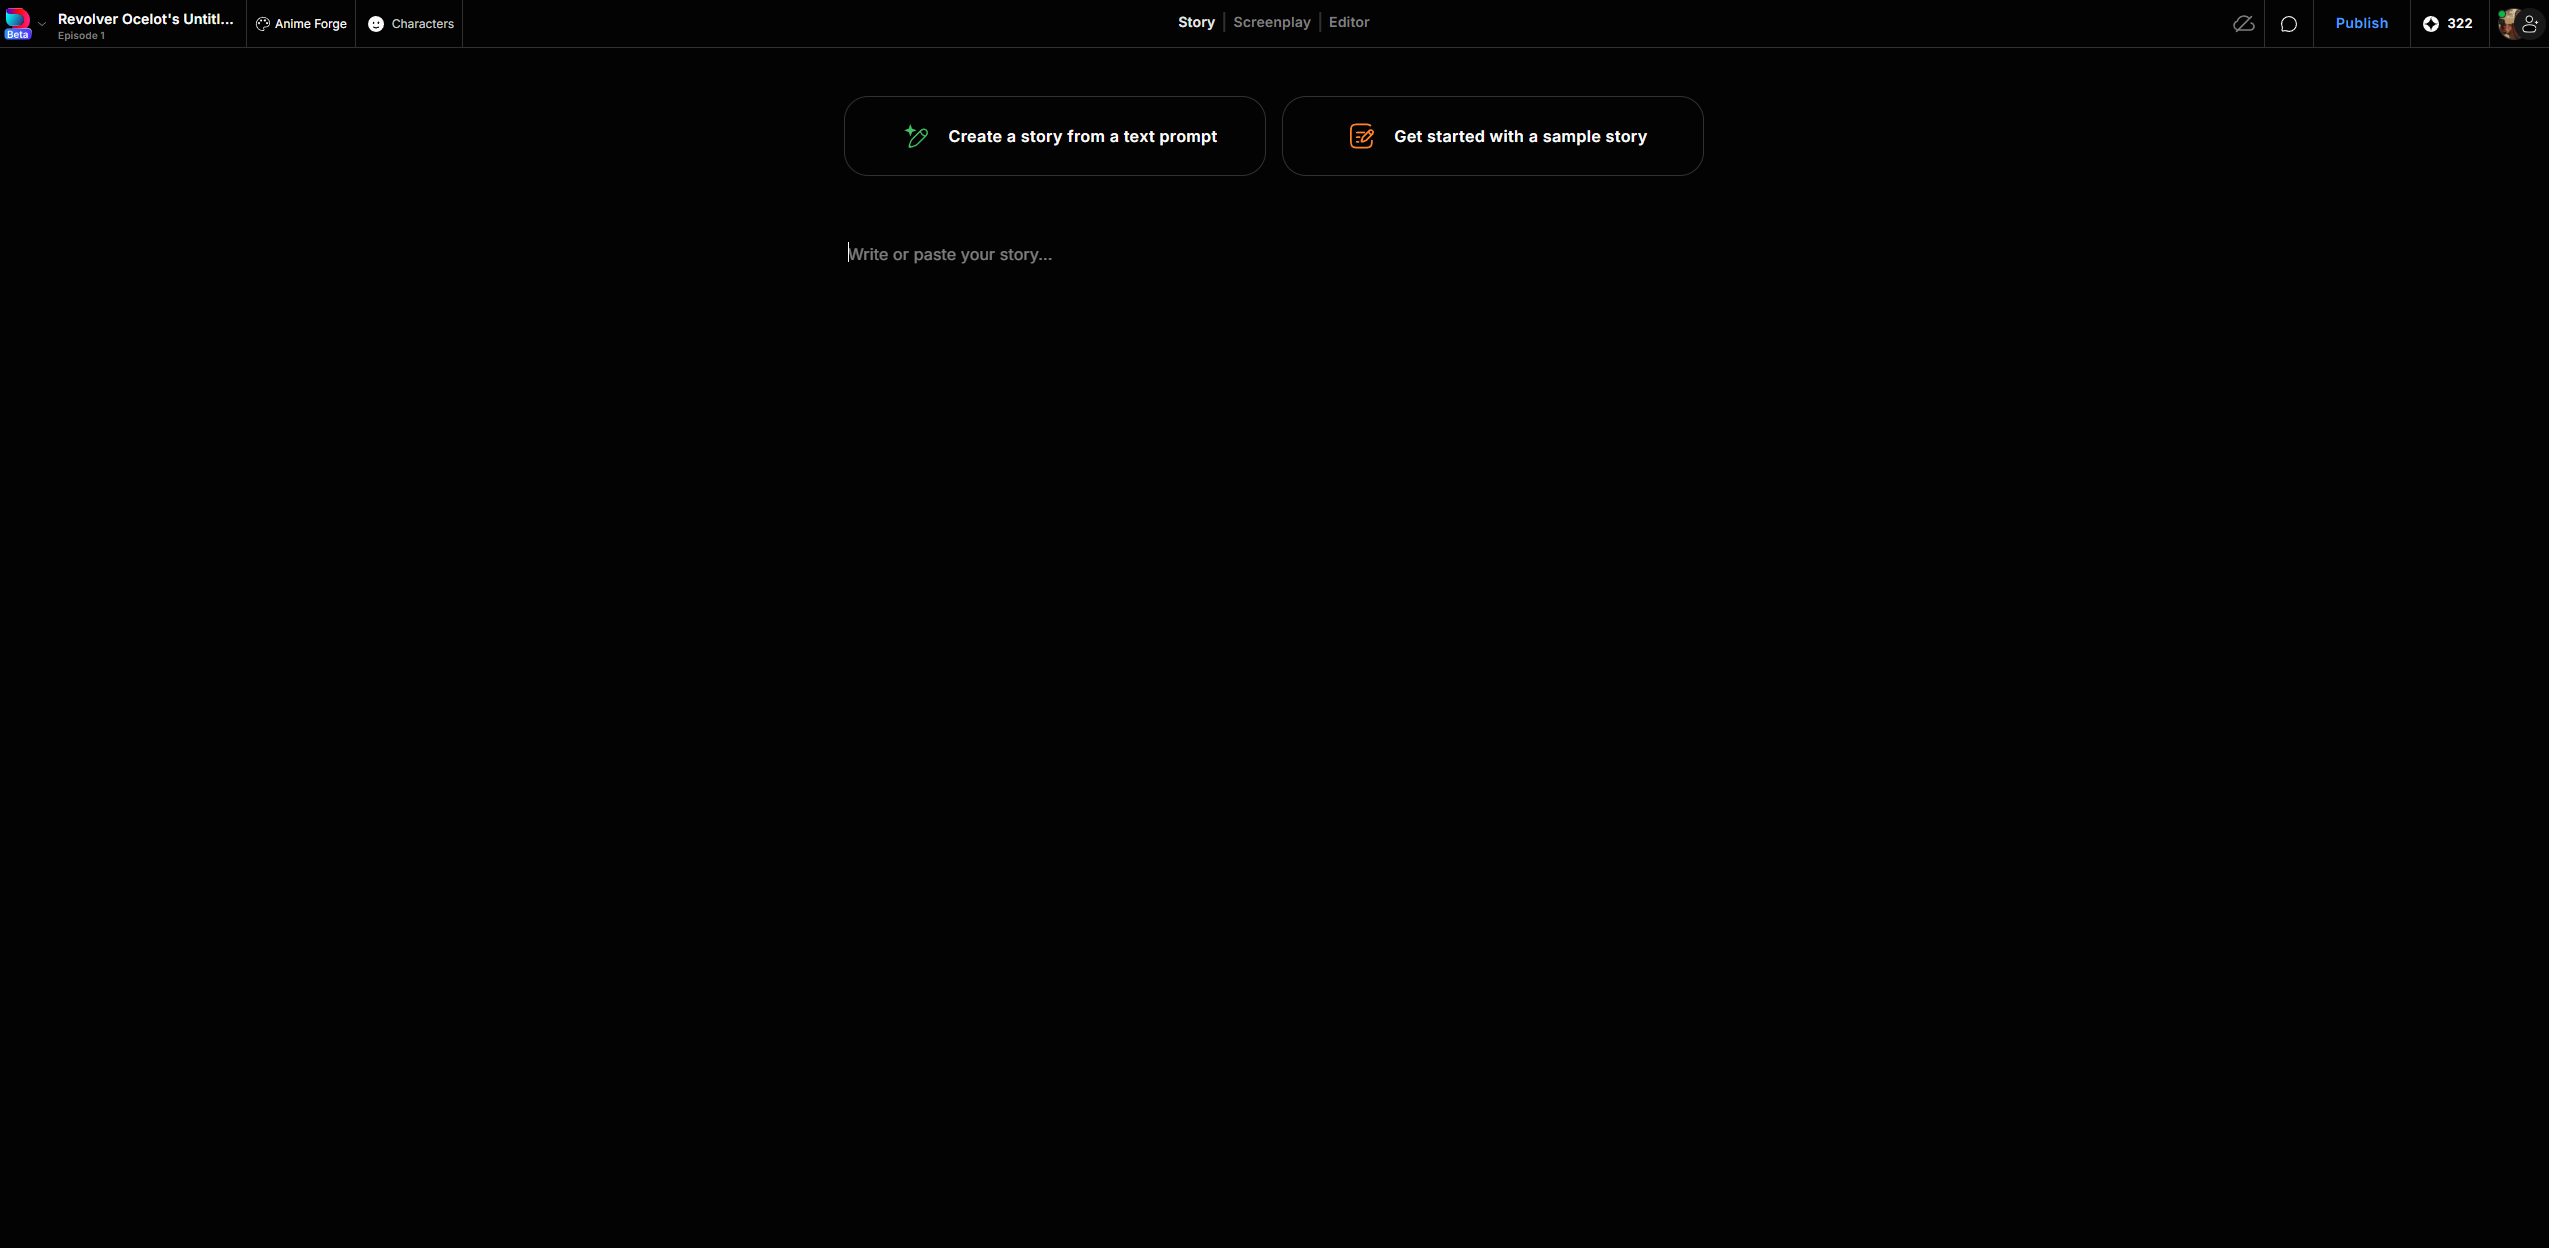 Beta
Revolver Ocelot's Untitl...
Episode 1
Anime Forge
Characters
Story
Screenplay
Editor
Publish
322
Create a story from a text prompt
Get started with a sample story
Write or paste your story...